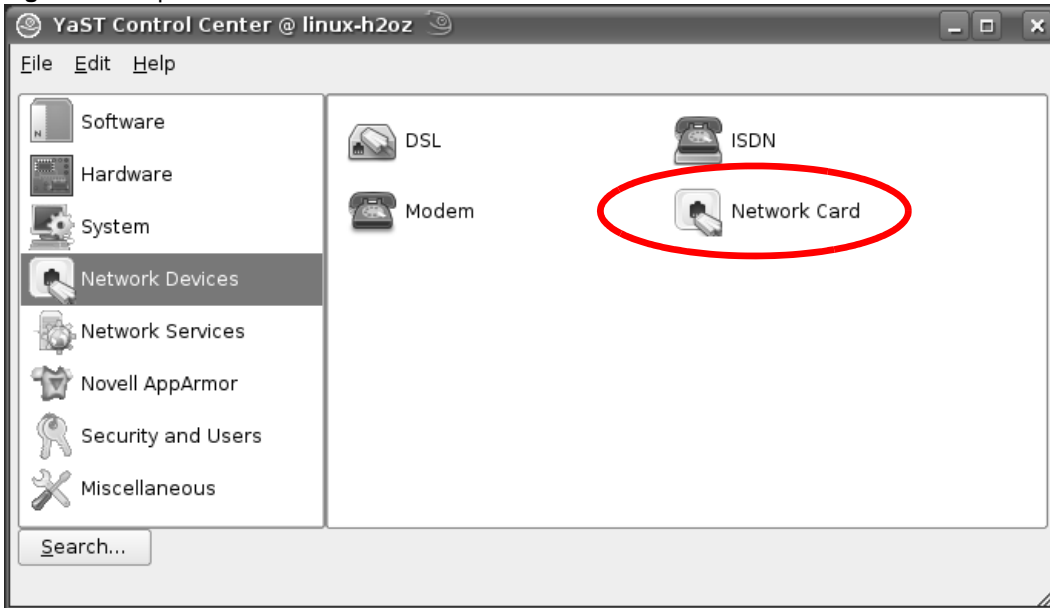 YaST Control Center @ linux-h2oz
File Edit Help
Software
Hardware
System
Network Devices
Network Services
Novell AppArmor
Security and Users
Miscellaneous
DSL
ISDN
Modem
Network Card
Search...